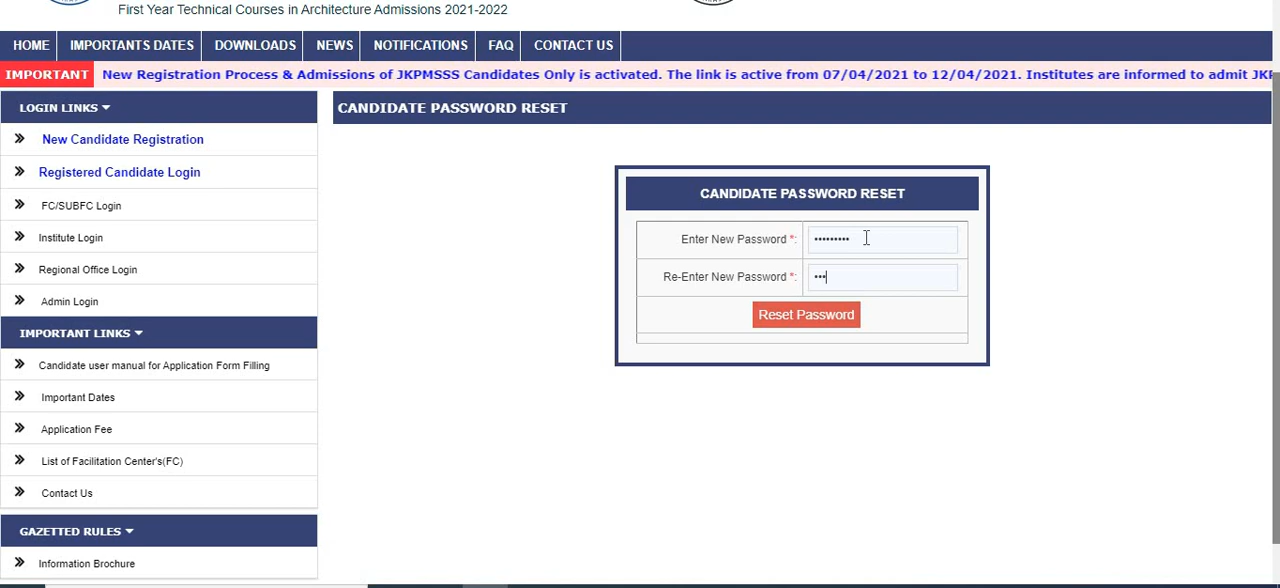 First Year Technical Courses in Architecture Admissions 2021-2022
HOME IMPORTANTS DATES DOWNLOADS NEWS NOTIFICATIONS FAQ CONTACT US
IMPORTANT New Registration Process & Admissions of JKPMSSS Candidates Only is activated. The link is active from 07/04/2021 to 12/04/2021. Institutes are informed to admit
LOGIN LINKS
New Candidate Registration
Registered Candidate Login
FC/SUBFC Login
Institute Login
Regional Office Login
Admin Login
IMPORTANT LINKS
Candidate user manual for Application Form Filling
Important Dates
Application Fee
List of Facilitation Center's(FC)
Contact Us
GAZETTED RULES
Information Brochure
CANDIDATE PASSWORD RESET
CANDIDATE PASSWORD RESET
Enter New Password *: •••••••••
Re-Enter New Password *: •••
Reset Password